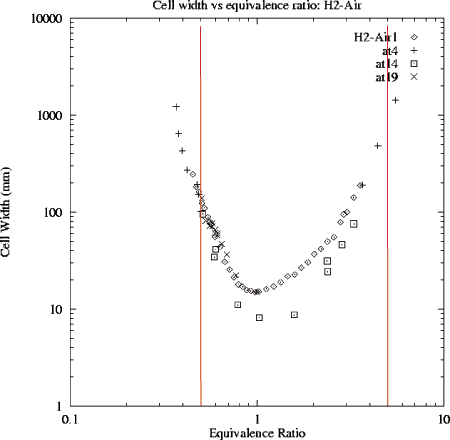 Cell width vs equivalence ratio: H2-Air
10000
H2-Air1
at4
at14
at19
1000
Cell Width (mm)
100
10
1
0.1
1
10
Equivalence Ratio